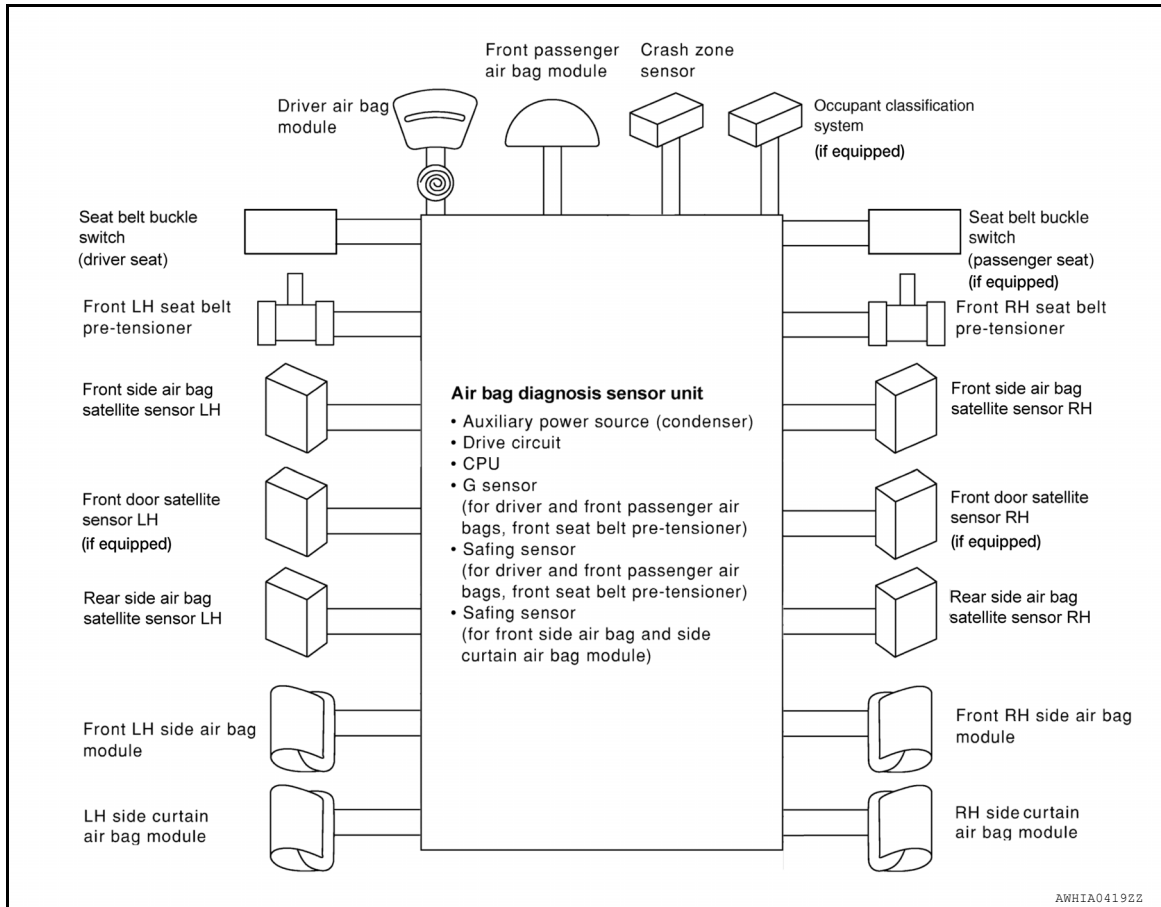 Front passenger
air bag module
Crash zone
sensor
Driver air bag
module
Occupant classification
system
(if equipped)
Seat belt buckle
switch
(driver seat)
Seat belt buckle
switch
(passenger seat)
(if equipped)
Front LH seat belt
pre-tensioner
Front RH seat belt
pre-tensioner
Front side air bag
satellite sensor LH
Front side air bag
satellite sensor RH
Air bag diagnosis sensor unit
• Auxiliary power source (condenser)
• Drive circuit
• CPU
• G sensor
(for driver and front passenger air
bags, front seat belt pre-tensioner)
• Safing sensor
(for driver and front passenger air
bags, front seat belt pre-tensioner)
• Safing sensor
(for front side air bag and side
curtain air bag module)
Front door satellite
sensor LH
(if equipped)
Front door satellite
sensor RH
(if equipped)
Rear side air bag
satellite sensor LH
Rear side air bag
satellite sensor RH
Front LH side air bag
module
Front RH side air bag
module
LH side curtain
air bag module
RH side curtain
air bag module
AWHIA0419ZZ